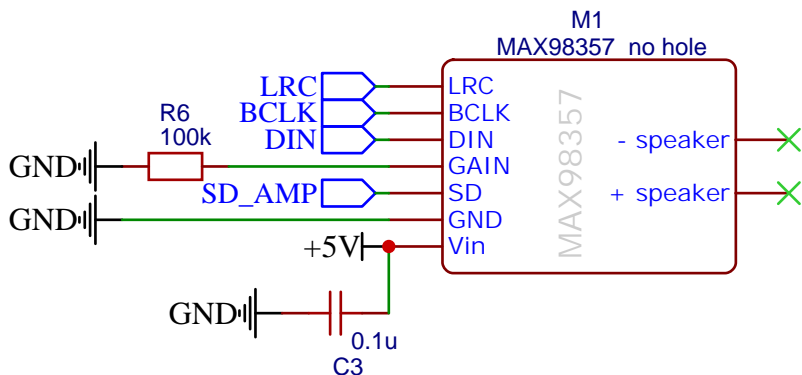 M1
MAX98357 no hole
LRC
BCLK
DIN
R6
100k
GND
SD_AMP
GND
+5V
GND
0.1u
C3
LRC
BCLK
DIN
GAIN
SD
GND
Vin
MAX98357
- speaker
+ speaker